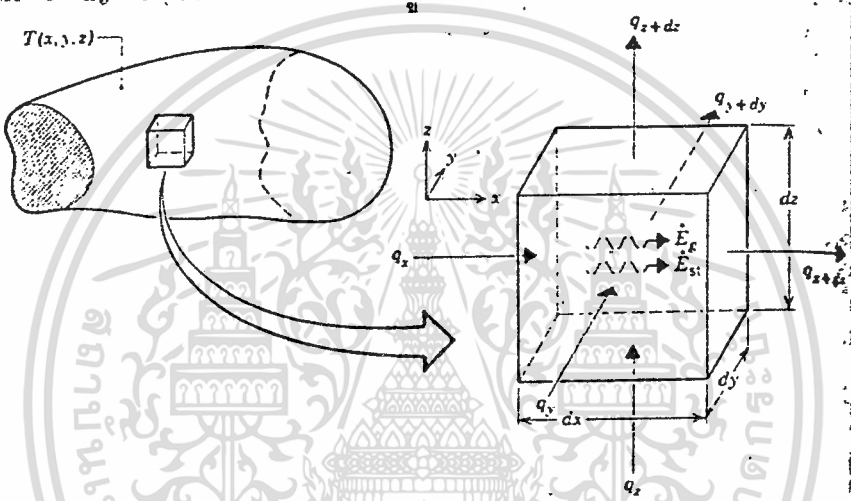 T(x, y, z)
q_{z+dz}
q_{y+dy}
z
y
x
dz
Ė_g
Ė_st
q_x
q_{x+dx}
q_y
dx
dy
q_z